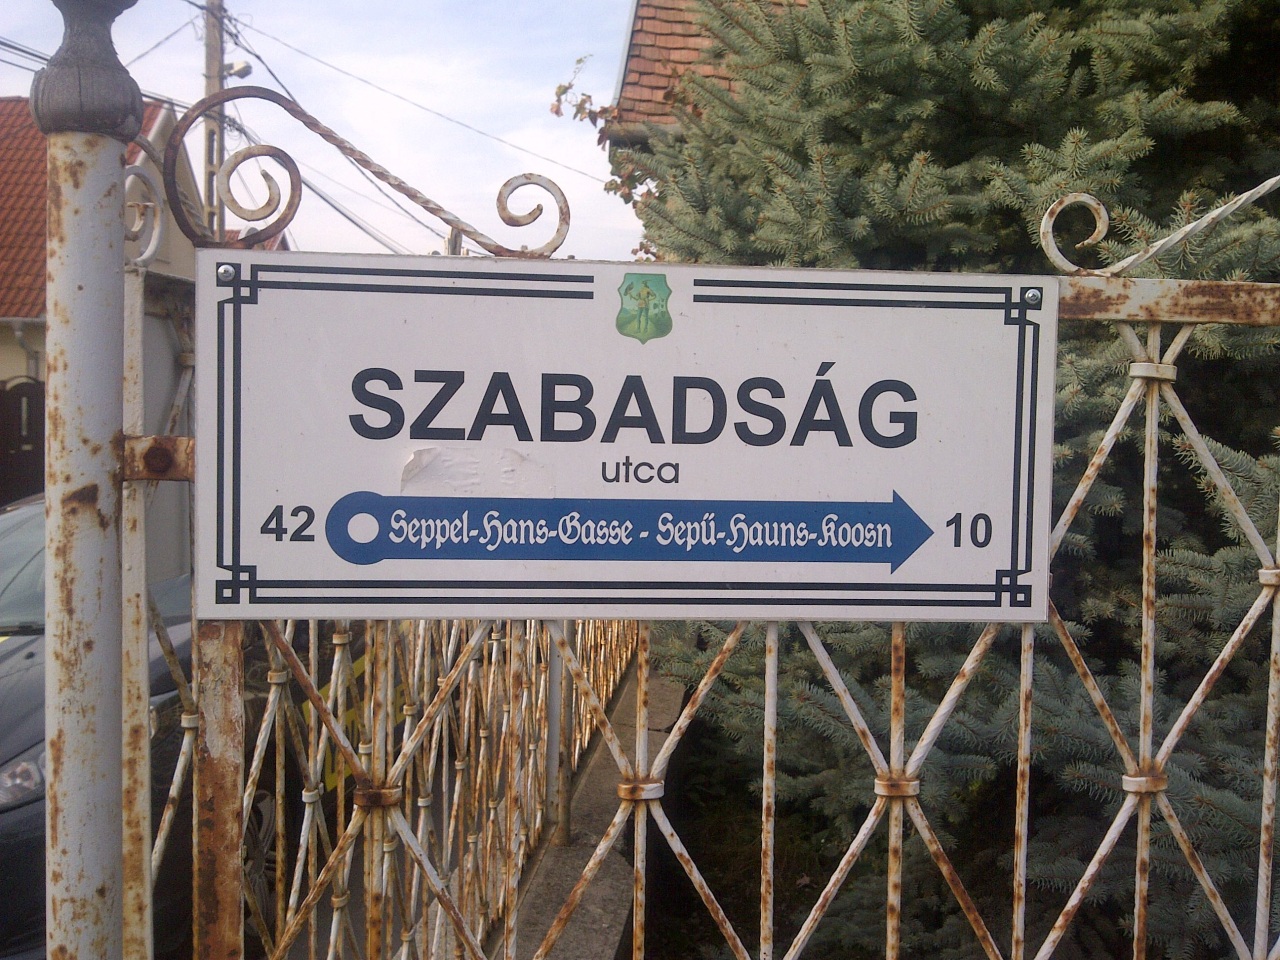 SZABADSÁG
utca
42 Seppel-Hans-Gasse - Sepű-Hauns-Koosn 10